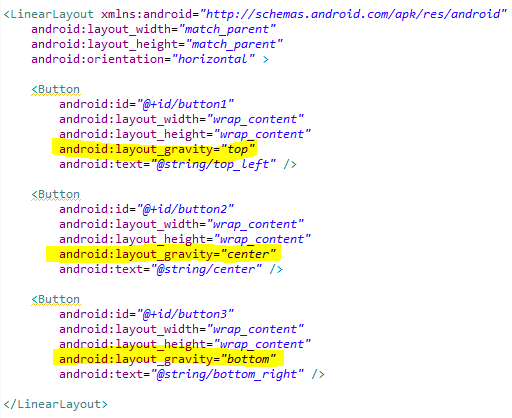 <LinearLayout xmlns:android="http://schemas.android.com/apk/res/android"
    android:layout_width="match_parent"
    android:layout_height="match_parent"
    android:orientation="horizontal" >

    <Button
        android:id="@+id/button1"
        android:layout_width="wrap_content"
        android:layout_height="wrap_content"
        android:layout_gravity="top"
        android:text="@string/top_left" />

    <Button
        android:id="@+id/button2"
        android:layout_width="wrap_content"
        android:layout_height="wrap_content"
        android:layout_gravity="center"
        android:text="@string/center" />

    <Button
        android:id="@+id/button3"
        android:layout_width="wrap_content"
        android:layout_height="wrap_content"
        android:layout_gravity="bottom"
        android:text="@string/bottom_right" />

</LinearLayout>